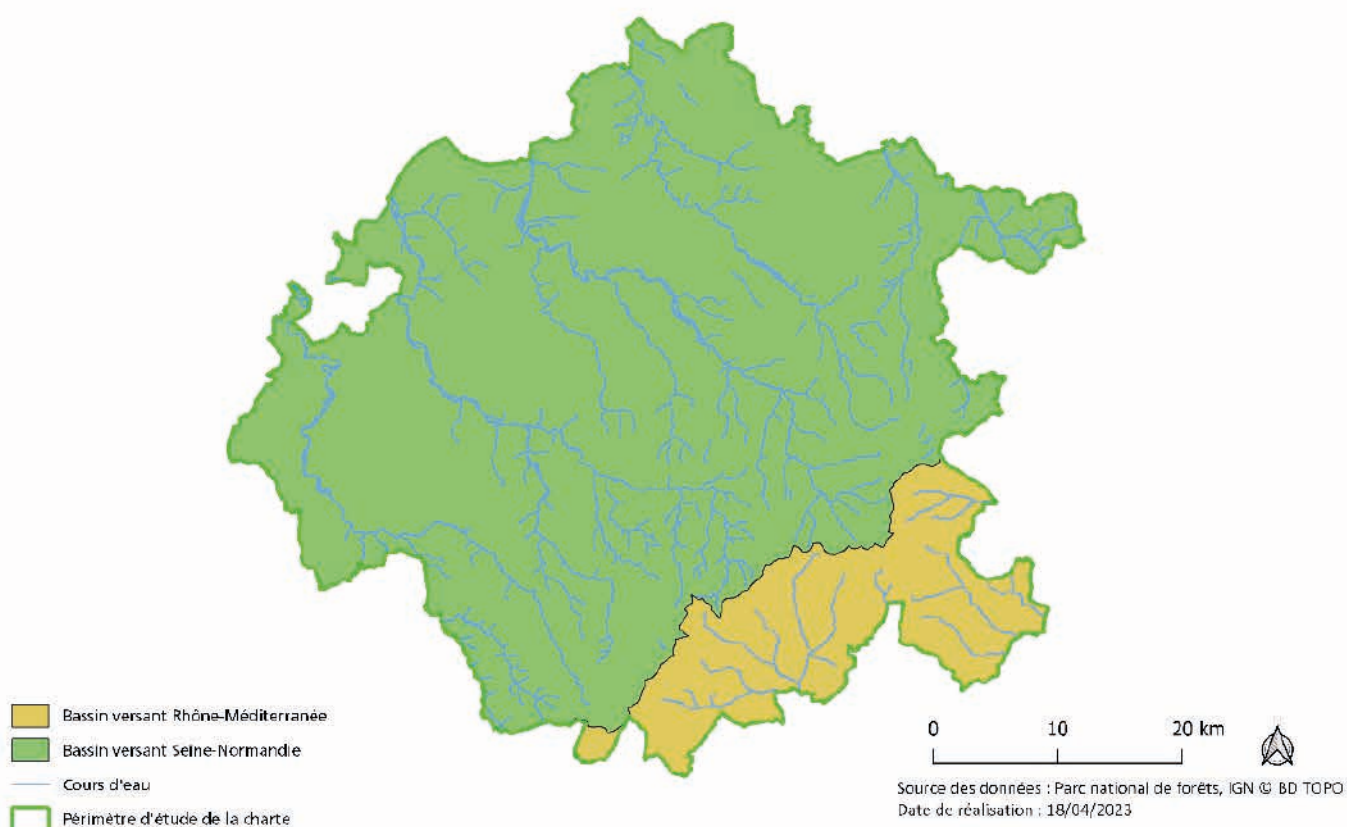 Bassin versant Rhône-Méditerranée
Bassin versant Seine-Normandie
Cours d'eau
Périmètre d'étude de la charte
0 10 20 km
Source des données : Parc national de forêts, IGN © BD TOPO
Date de réalisation : 18/04/2023